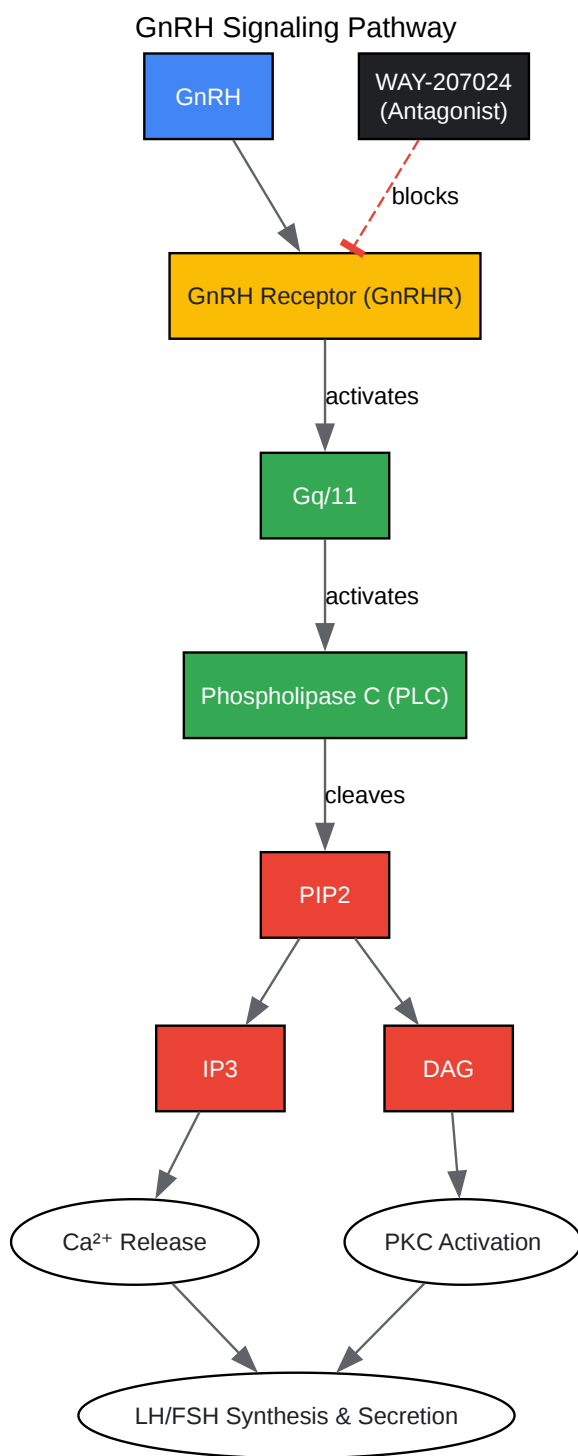 GnRH Signaling Pathway
GnRH
WAY-207024
(Antagonist)
blocks
GnRH Receptor (GnRHR)
activates
Gq/11
activates
Phospholipase C (PLC)
cleaves
PIP2
IP3
DAG
Ca²⁺ Release
PKC Activation
LH/FSH Synthesis & Secretion